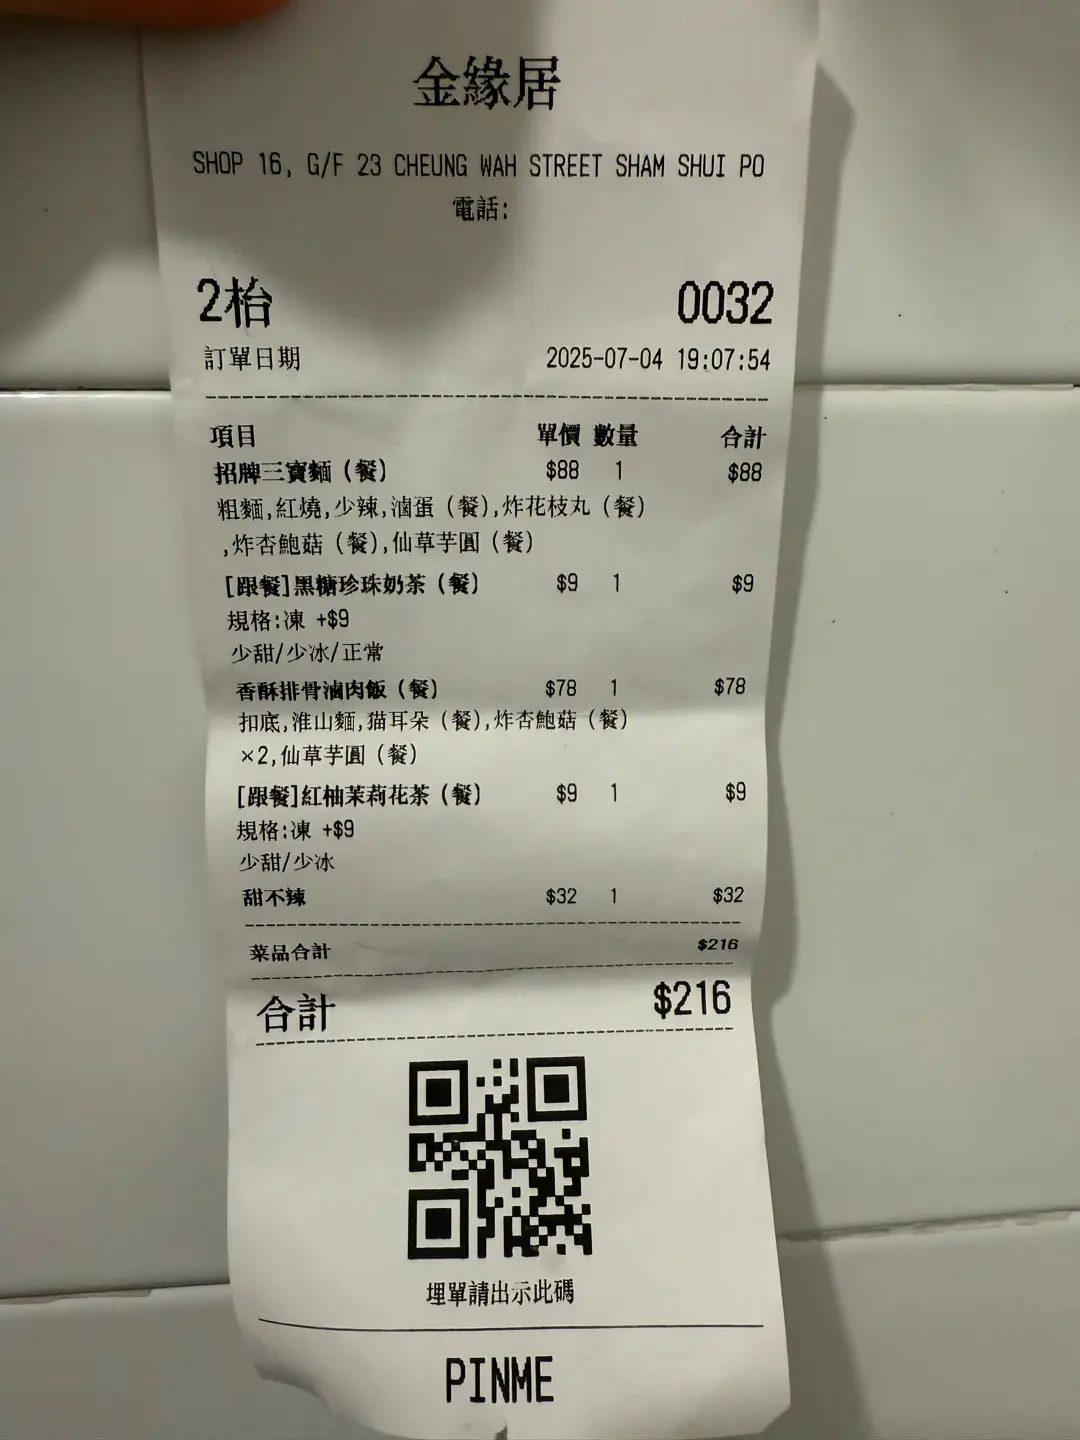 金緣居
SHOP 16, G/F 23 CHEUNG WAH STREET SHAM SHUI PO
電話:
2枱 0032
訂單日期 2025-07-04 19:07:54
項目 單價 數量 合計
招牌三寶麵（餐） $88 1 $88
粗麵,紅燒,少辣,滷蛋（餐),炸花枝丸（餐）
,炸杏鮑菇（餐),仙草芋圓（餐）
[跟餐]黑糖珍珠奶茶（餐） $9 1 $9
規格:凍 +$9
少甜/少冰/正常
香酥排骨滷肉飯（餐） $78 1 $78
扣底,淮山麵,猫耳朵（餐),炸杏鮑菇（餐）
×2,仙草芋圓（餐）
[跟餐]紅柚茉莉花茶（餐） $9 1 $9
規格:凍 +$9
少甜/少冰
甜不辣 $32 1 $32
菜品合計 $216
合計 $216
埋單請出示此碼
PINME